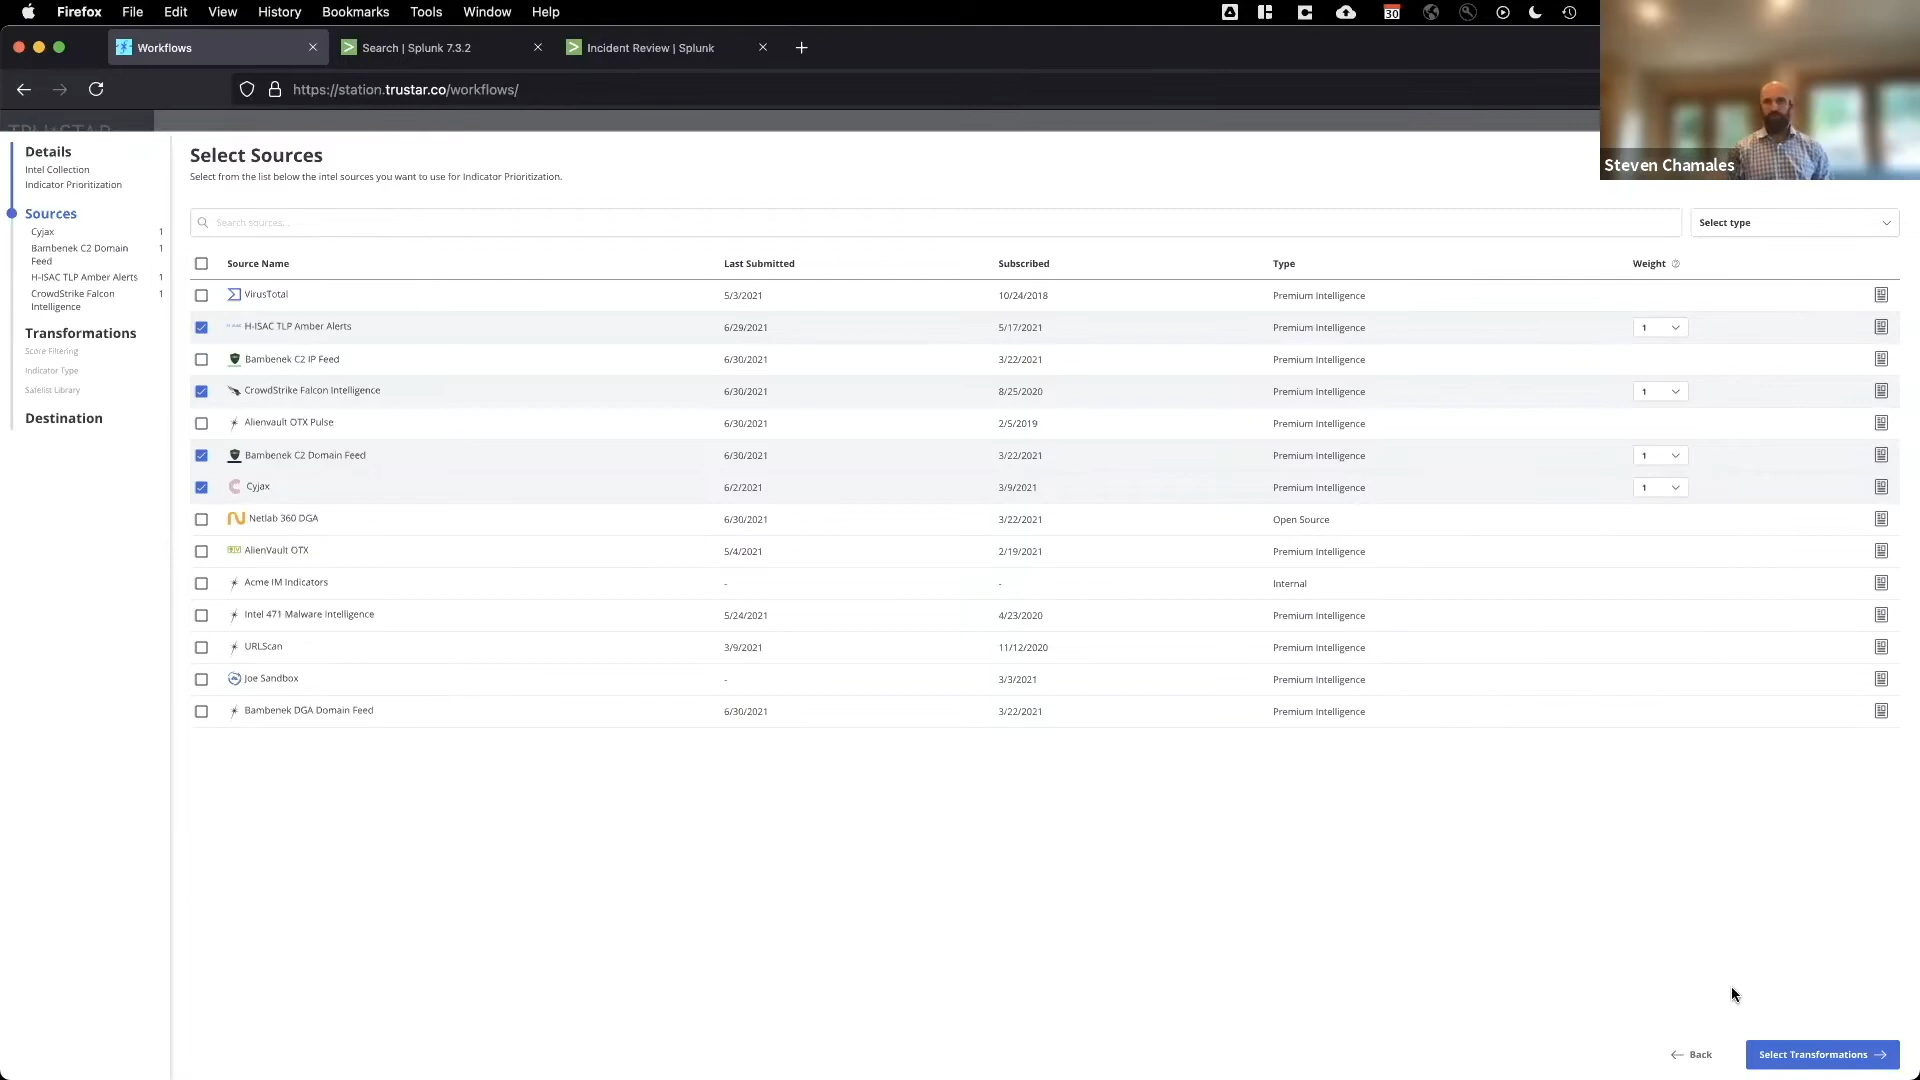 Firefox File Edit View History Bookmarks Tools Window Help
30
Workflows
Search | Splunk 7.3.2
Incident Review | Splunk
https://station.trustar.co/workflows/
Steven Chamales
Details
Intel Collection
Indicator Prioritization
Sources
Cyjax 1
Bambenek C2 Domain 1
Feed
H-ISAC TLP Amber Alerts 1
CrowdStrike Falcon 1
Intelligence
Transformations
Score Filtering
Indicator Type
Safelist Library
Destination
Select Sources
Select from the list below the intel sources you want to use for Indicator Prioritization.
Search sources...
Select type
Source Name Last Submitted Subscribed Type Weight
VirusTotal 5/3/2021 10/24/2018 Premium Intelligence
H-ISAC TLP Amber Alerts 6/29/2021 5/17/2021 Premium Intelligence 1
Bambenek C2 IP Feed 6/30/2021 3/22/2021 Premium Intelligence
CrowdStrike Falcon Intelligence 6/30/2021 8/25/2020 Premium Intelligence 1
Alienvault OTX Pulse 6/30/2021 2/5/2019 Premium Intelligence
Bambenek C2 Domain Feed 6/30/2021 3/22/2021 Premium Intelligence 1
Cyjax 6/2/2021 3/9/2021 Premium Intelligence 1
Netlab 360 DGA 6/30/2021 3/22/2021 Open Source
AlienVault OTX 5/4/2021 2/19/2021 Premium Intelligence
Acme IM Indicators - - Internal
Intel 471 Malware Intelligence 5/24/2021 4/23/2020 Premium Intelligence
URLScan 3/9/2021 11/12/2020 Premium Intelligence
Joe Sandbox - 3/3/2021 Premium Intelligence
Bambenek DGA Domain Feed 6/30/2021 3/22/2021 Premium Intelligence
Back
Select Transformations